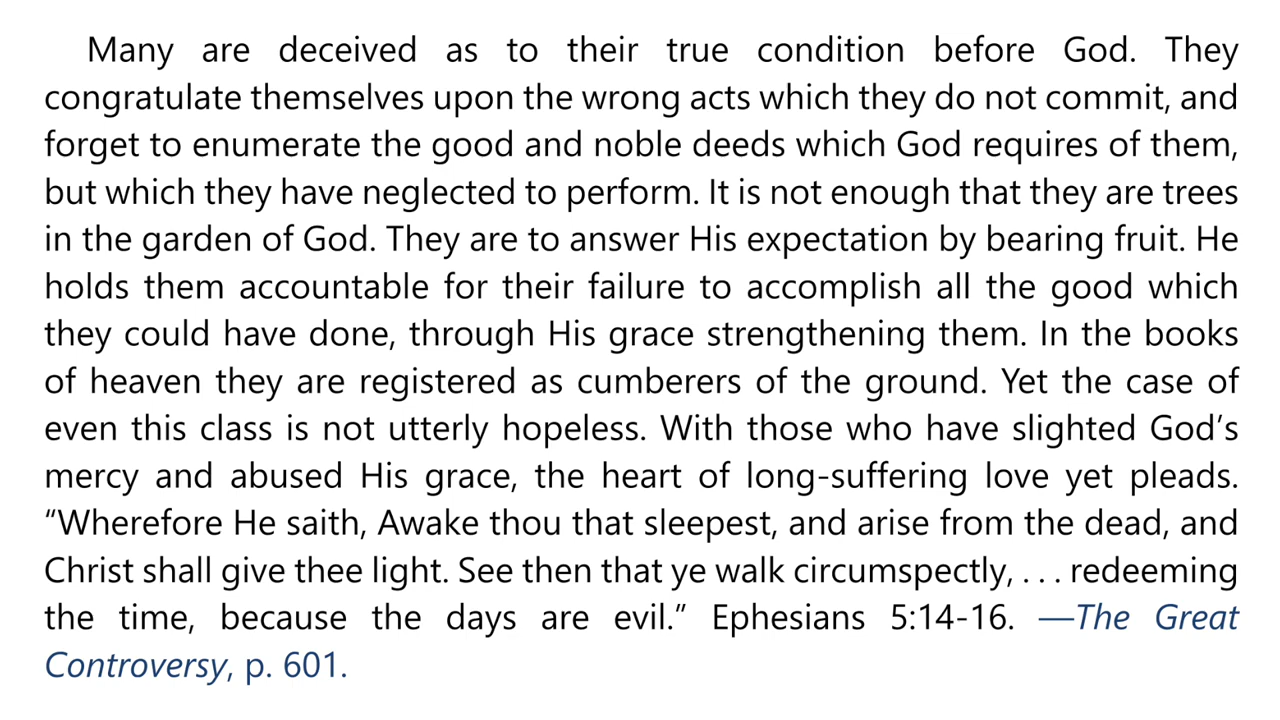 Many are deceived as to their true condition before God. They
congratulate themselves upon the wrong acts which they do not commit, and
forget to enumerate the good and noble deeds which God requires of them,
but which they have neglected to perform. It is not enough that they are trees
in the garden of God. They are to answer His expectation by bearing fruit. He
holds them accountable for their failure to accomplish all the good which
they could have done, through His grace strengthening them. In the books
of heaven they are registered as cumberers of the ground. Yet the case of
even this class is not utterly hopeless. With those who have slighted God’s
mercy and abused His grace, the heart of long-suffering love yet pleads.
“Wherefore He saith, Awake thou that sleepest, and arise from the dead, and
Christ shall give thee light. See then that ye walk circumspectly, . . . redeeming
the time, because the days are evil.” Ephesians 5:14-16. —The Great
Controversy, p. 601.